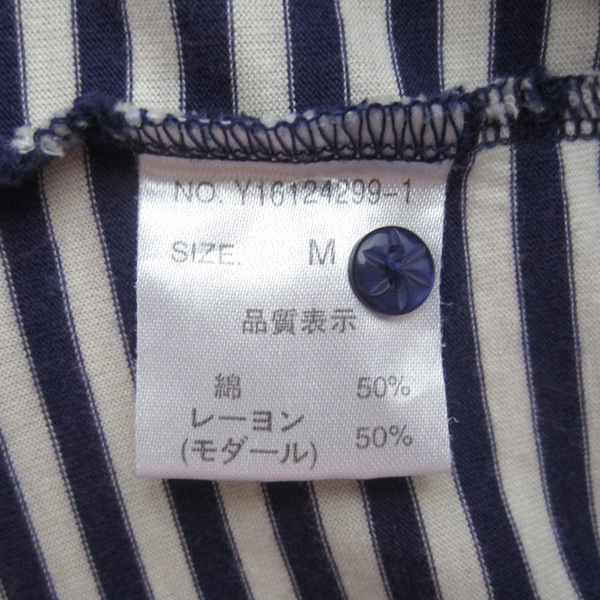 NO. Y16124299-1
SIZE. M
品質表示
綿 50%
レーヨン
(モダール) 50%